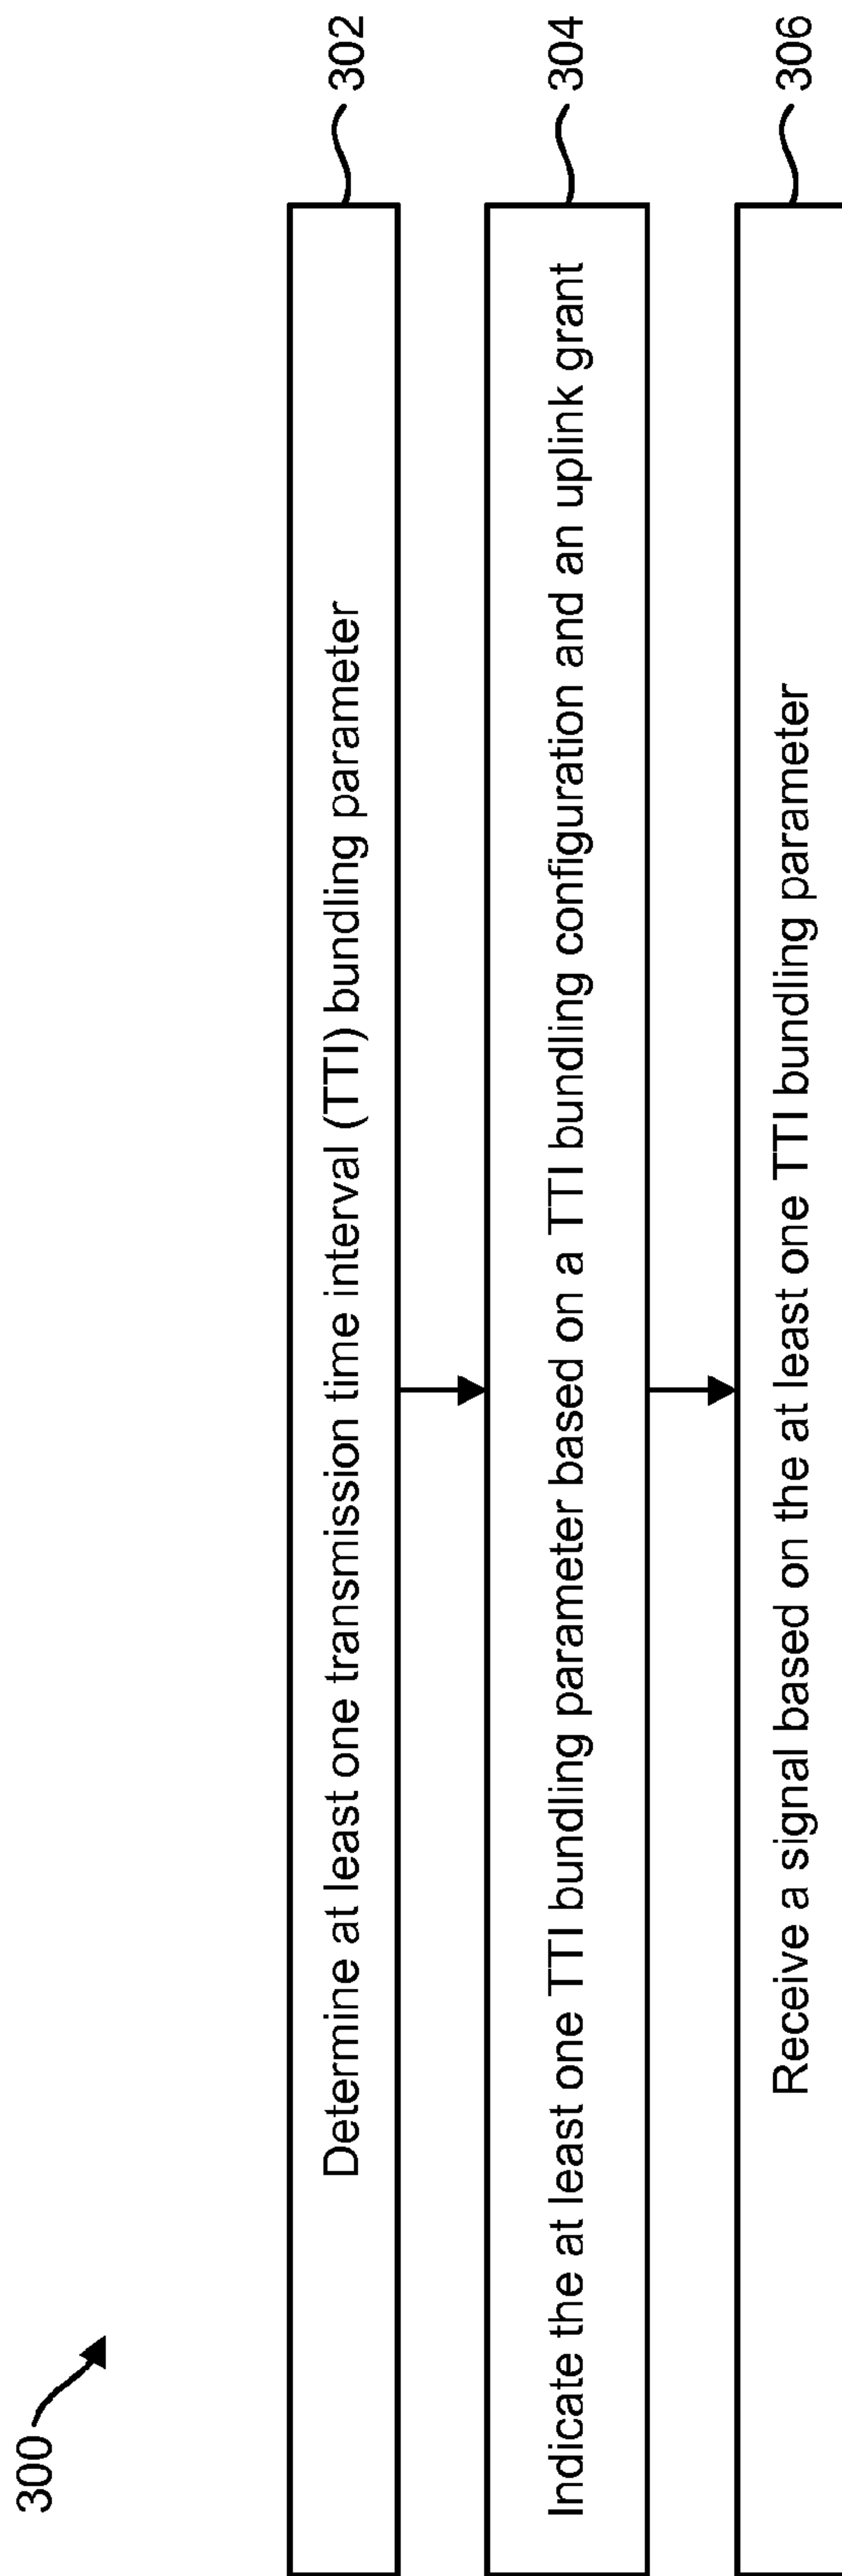 300
Determine at least one transmission time interval (TTI) bundling parameter
302
Indicate the at least one TTI bundling parameter based on a TTI bundling configuration and an uplink grant
304
Receive a signal based on the at least one TTI bundling parameter
306